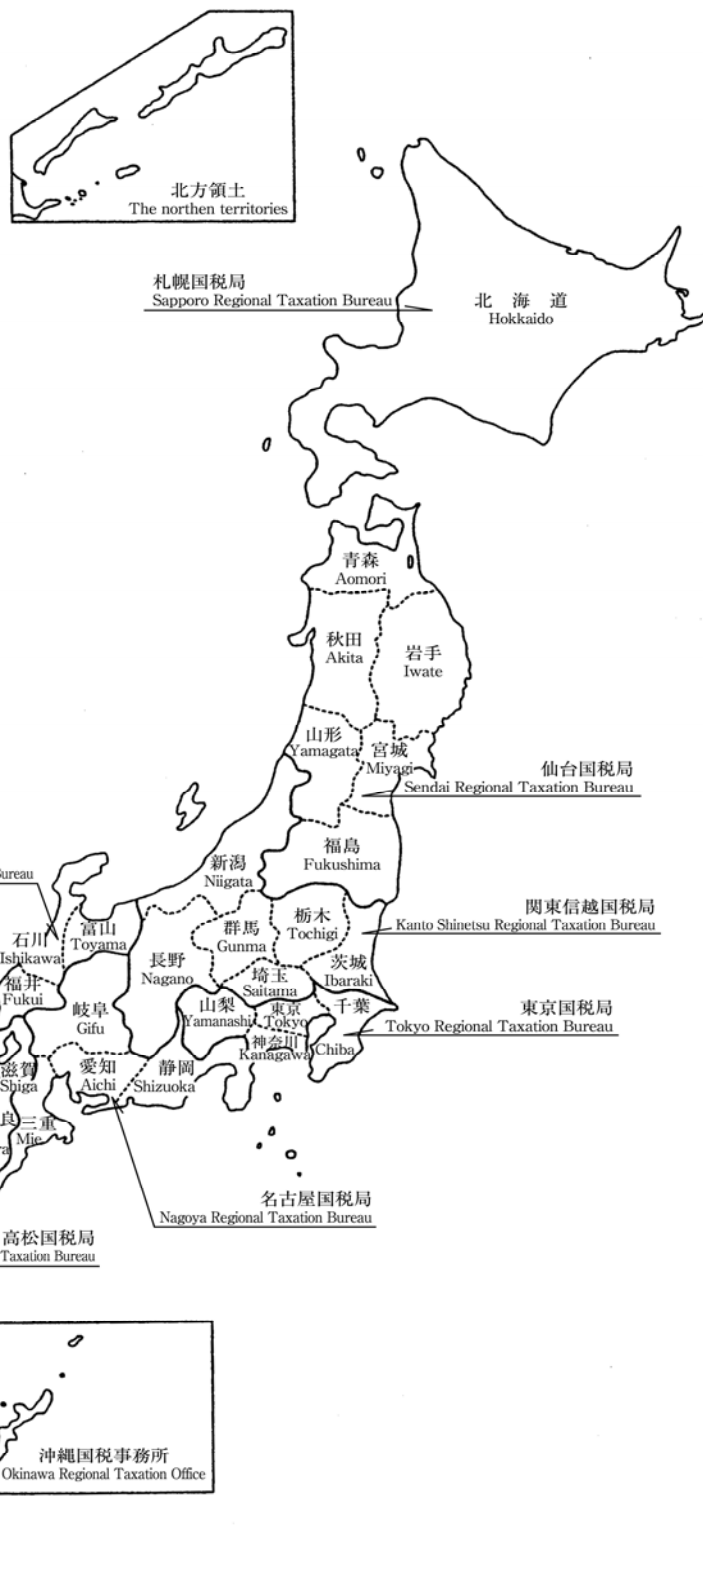 北方領土
The northen territories
札幌国税局
Sapporo Regional Taxation Bureau
北 海 道
Hokkaido
青森
Aomori
秋田
Akita
岩手
Iwate
山形
Yamagata
宮城
Miyagi
仙台国税局
Sendai Regional Taxation Bureau
福島
Fukushima
新潟
Niigata
ureau
関東信越国税局
Kanto Shinetsu Regional Taxation Bureau
栃木
Tochigi
群馬
Gunma
富山
Toyama
石川
Ishikawa
長野
Nagano
茨城
Ibaraki
埼玉
Saitama
福井
Fukui
岐阜
Gifu
山梨
Yamanashi
東京
Tokyo
千葉
Chiba
東京国税局
Tokyo Regional Taxation Bureau
神奈川
Kanagawa
滋賀
Shiga
愛知
Aichi
静岡
Shizuoka
良
ra
三重
Mie
名古屋国税局
Nagoya Regional Taxation Bureau
高松国税局
Taxation Bureau
沖縄国税事務所
Okinawa Regional Taxation Office